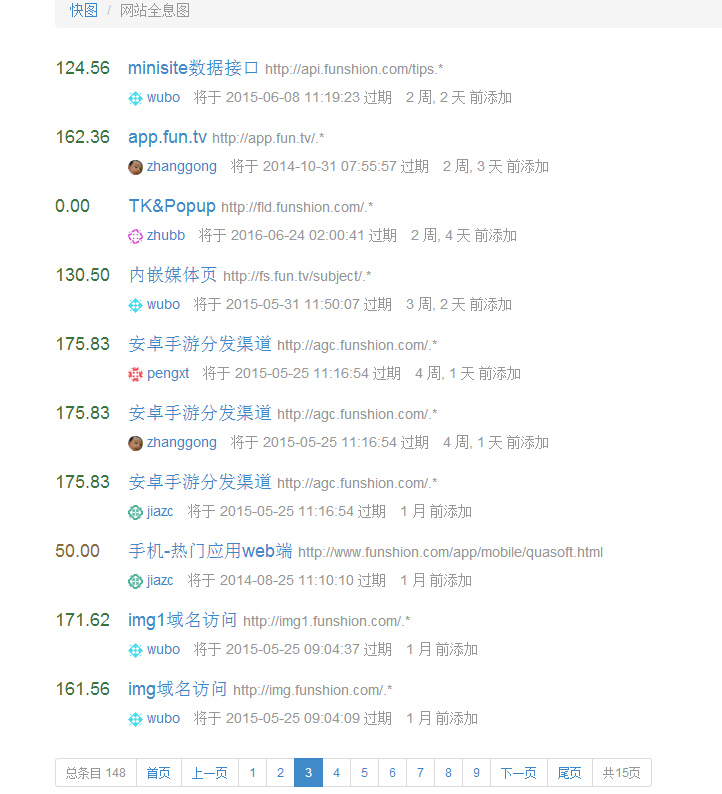 快图 / 网站全息图
124.56 minisite数据接口 http://api.funshion.com/tips.*
wubo 将于 2015-06-08 11:19:23 过期 2 周, 2 天 前添加
162.36 app.fun.tv http://app.fun.tv/.*
zhanggong 将于 2014-10-31 07:55:57 过期 2 周, 3 天 前添加
0.00 TK&Popup http://fld.funshion.com/.*
zhubb 将于 2016-06-24 02:00:41 过期 2 周, 4 天 前添加
130.50 内嵌媒体页 http://fs.fun.tv/subject/.*
wubo 将于 2015-05-31 11:50:07 过期 3 周, 2 天 前添加
175.83 安卓手游分发渠道 http://agc.funshion.com/.*
pengxt 将于 2015-05-25 11:16:54 过期 4 周, 1 天 前添加
175.83 安卓手游分发渠道 http://agc.funshion.com/.*
zhanggong 将于 2015-05-25 11:16:54 过期 4 周, 1 天 前添加
175.83 安卓手游分发渠道 http://agc.funshion.com/.*
jiazc 将于 2015-05-25 11:16:54 过期 1 月 前添加
50.00 手机-热门应用web端 http://www.funshion.com/app/mobile/quasoft.html
jiazc 将于 2014-08-25 11:10:10 过期 1 月 前添加
171.62 img1域名访问 http://img1.funshion.com/.*
wubo 将于 2015-05-25 09:04:37 过期 1 月 前添加
161.56 img域名访问 http://img.funshion.com/.*
wubo 将于 2015-05-25 09:04:09 过期 1 月 前添加
总条目 148 首页 上一页 1 2 3 4 5 6 7 8 9 下一页 尾页 共15页